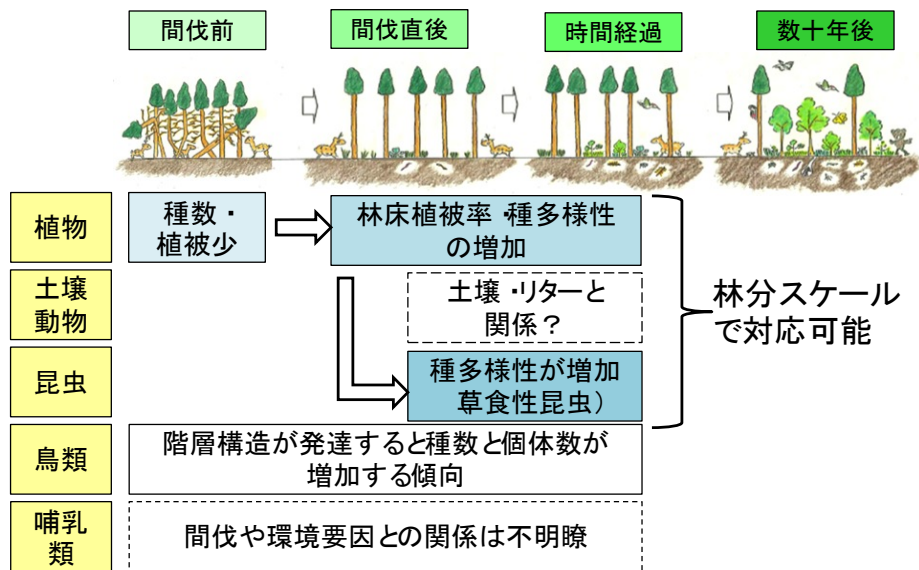 間伐前
間伐直後
時間経過
数十年後
植物
種数・
植被少
林床植被率・種多様性
の増加
土壌
動物
土壌・リターと
関係？
昆虫
種多様性が増加
草食性昆虫）
林分スケール
で対応可能
鳥類
階層構造が発達すると種数と個体数が
増加する傾向
哺乳
類
間伐や環境要因との関係は不明瞭